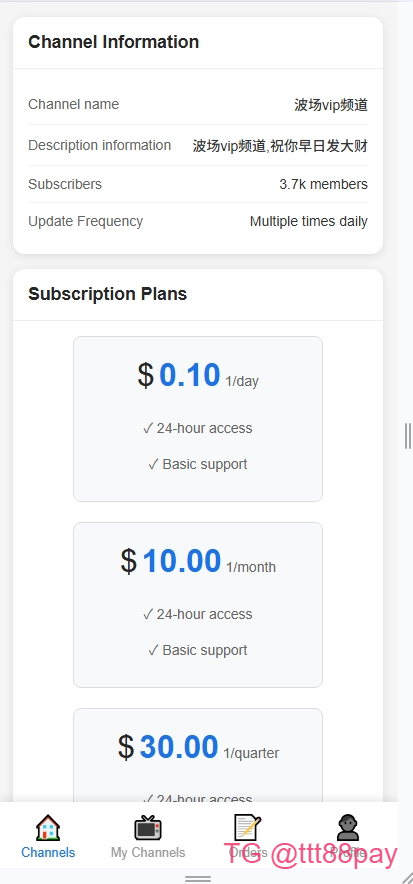 Channel Information
Channel name 波场vip频道
Description information 波场vip频道,祝你早日发大财
Subscribers 3.7k members
Update Frequency Multiple times daily
Subscription Plans
$ 0.10 1/day
✓ 24-hour access
✓ Basic support
$ 10.00 1/month
✓ 24-hour access
✓ Basic support
$ 30.00 1/quarter
✓ 24-hour access
Channels My Channels Orders Profile
TG @ttt88pay